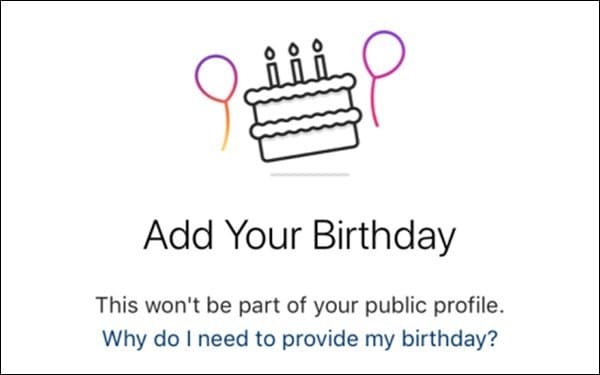 Add Your Birthday
This won't be part of your public profile.
Why do I need to provide my birthday?